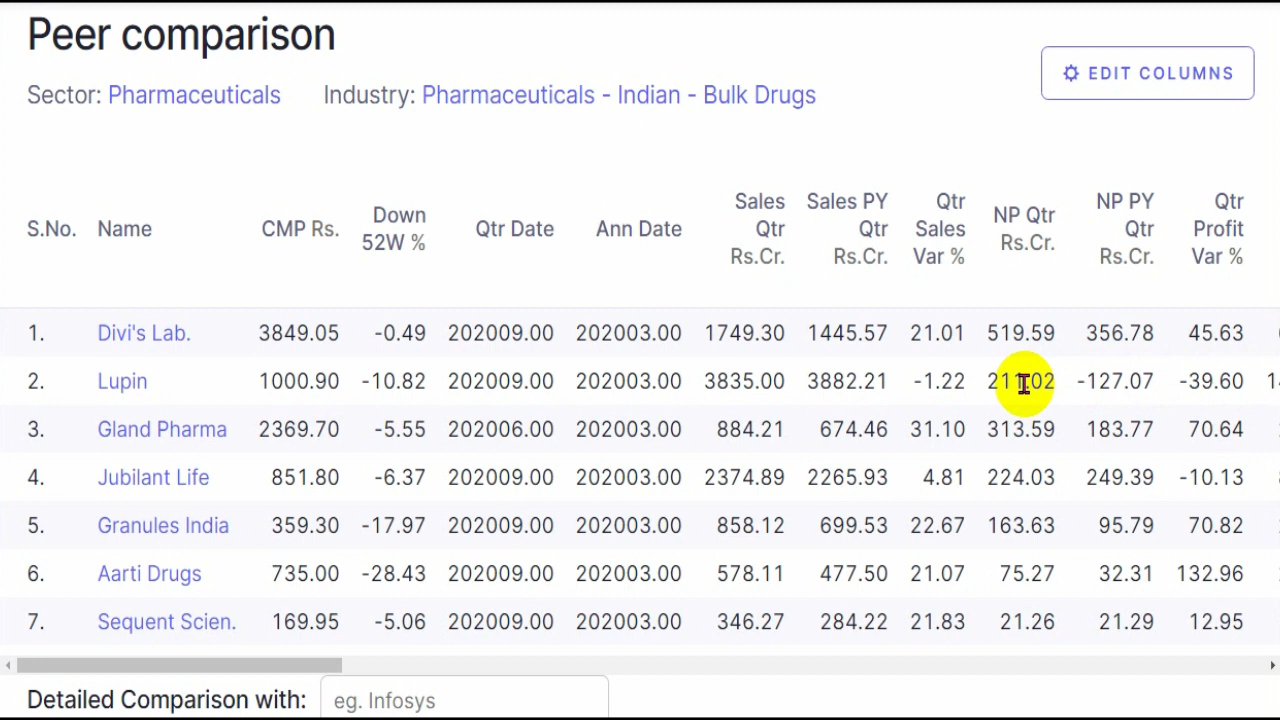 Peer comparison
EDIT COLUMNS
Sector: Pharmaceuticals Industry: Pharmaceuticals - Indian - Bulk Drugs
S.No. Name CMP Rs. Down 52W % Qtr Date Ann Date Sales Qtr Rs.Cr. Sales PY Qtr Rs.Cr. Qtr Sales Var % NP Qtr Rs.Cr. NP PY Qtr Rs.Cr. Qtr Profit Var %
1. Divi's Lab. 3849.05 -0.49 202009.00 202003.00 1749.30 1445.57 21.01 519.59 356.78 45.63
2. Lupin 1000.90 -10.82 202009.00 202003.00 3835.00 3882.21 -1.22 211.02 -127.07 -39.60
3. Gland Pharma 2369.70 -5.55 202006.00 202003.00 884.21 674.46 31.10 313.59 183.77 70.64
4. Jubilant Life 851.80 -6.37 202009.00 202003.00 2374.89 2265.93 4.81 224.03 249.39 -10.13
5. Granules India 359.30 -17.97 202009.00 202003.00 858.12 699.53 22.67 163.63 95.79 70.82
6. Aarti Drugs 735.00 -28.43 202009.00 202003.00 578.11 477.50 21.07 75.27 32.31 132.96
7. Sequent Scien. 169.95 -5.06 202009.00 202003.00 346.27 284.22 21.83 21.26 21.29 12.95
Detailed Comparison with: eg. Infosys